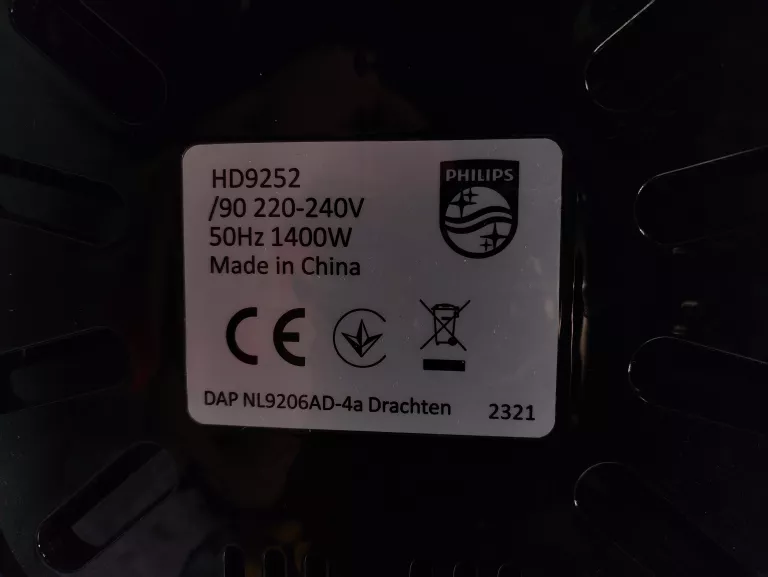 HD9252
/90 220-240V
50Hz 1400W
Made in China
PHILIPS
CE
DAP NL9206AD-4a Drachten 2321